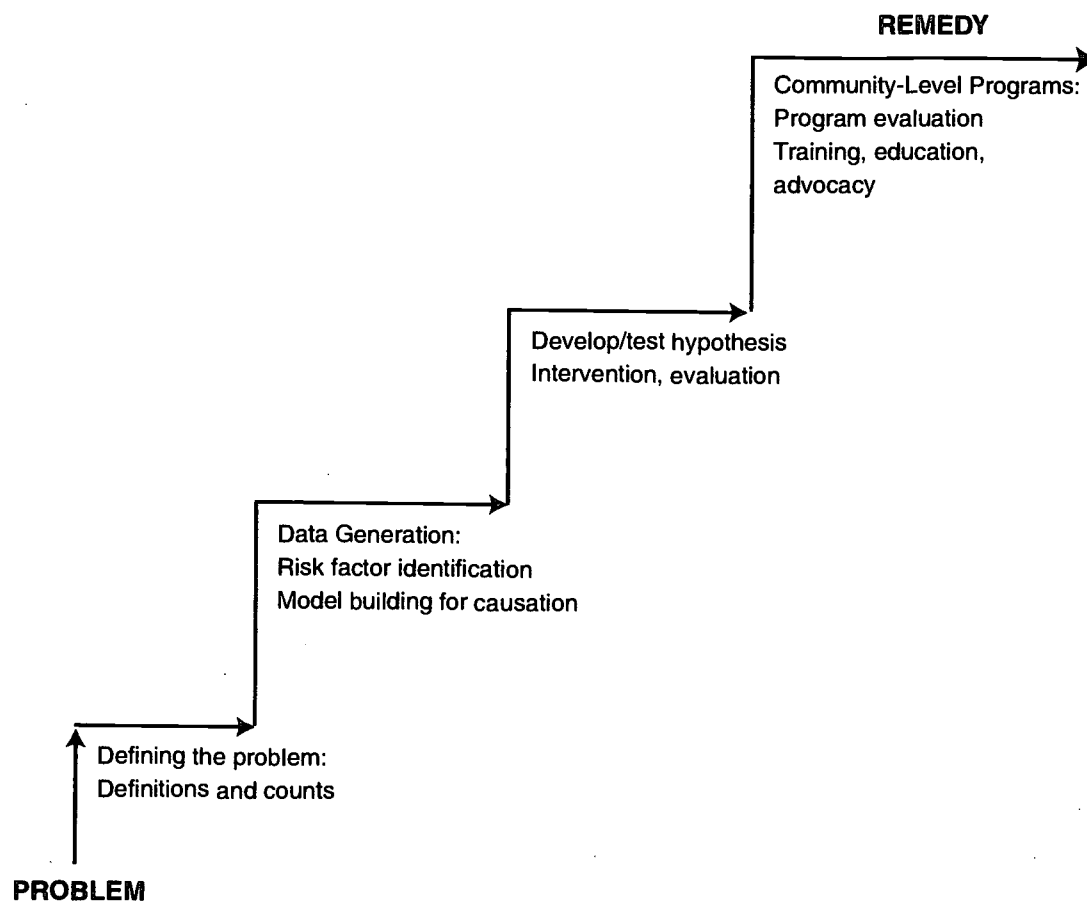 REMEDY
Community-Level Programs:
Program evaluation
Training, education,
advocacy
Develop/test hypothesis
Intervention, evaluation
Data Generation:
Risk factor identification
Model building for causation
Defining the problem:
Definitions and counts
PROBLEM